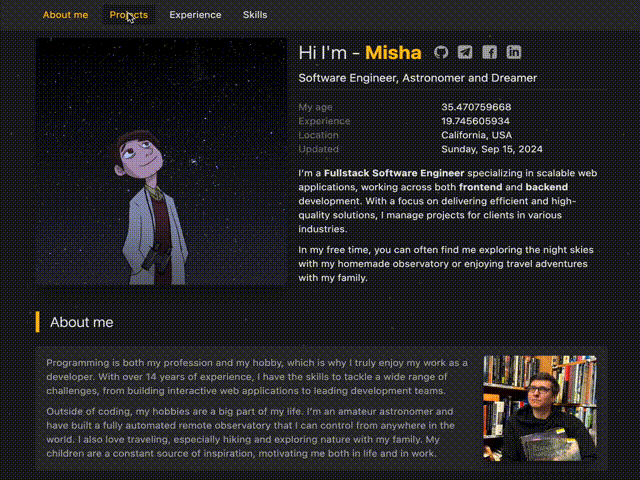 About me Projects Experience Skills
Hi I'm - Misha
Software Engineer, Astronomer and Dreamer
My age 35.470759668
Experience 19.745605934
Location California, USA
Updated Sunday, Sep 15, 2024
I'm a Fullstack Software Engineer specializing in scalable web
applications, working across both frontend and backend
development. With a focus on delivering efficient and high-
quality solutions, I manage projects for clients in various
industries.
In my free time, you can often find me exploring the night skies
with my homemade observatory or enjoying travel adventures
with my family.
About me
Programming is both my profession and my hobby, which is why I truly enjoy my work as a
developer. With over 14 years of experience, I have the skills to tackle a wide range of
challenges, from building interactive web applications to leading development teams.
Outside of coding, my hobbies are a big part of my life. I'm an amateur astronomer and
have built a fully automated remote observatory that I can control from anywhere in the
world. I also love traveling, especially hiking and exploring nature with my family. My
children are a constant source of inspiration, motivating me both in life and in work.